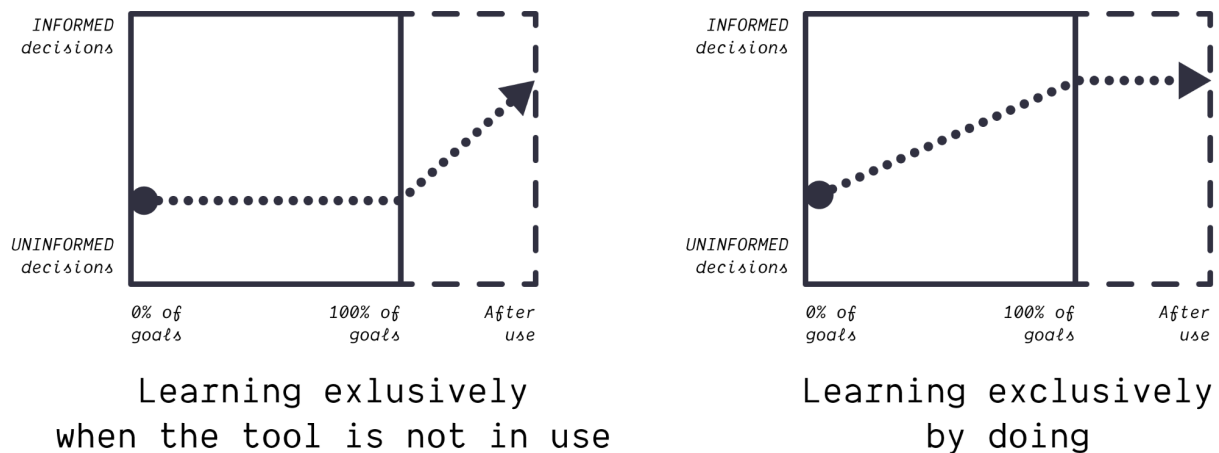 INFORMED
decisions
UNINFORMED
decisions
0% of
goals
100% of
goals
After
use
Learning exlusively
when the tool is not in use
INFORMED
decisions
UNINFORMED
decisions
0% of
goals
100% of
goals
After
use
Learning exclusively
by doing